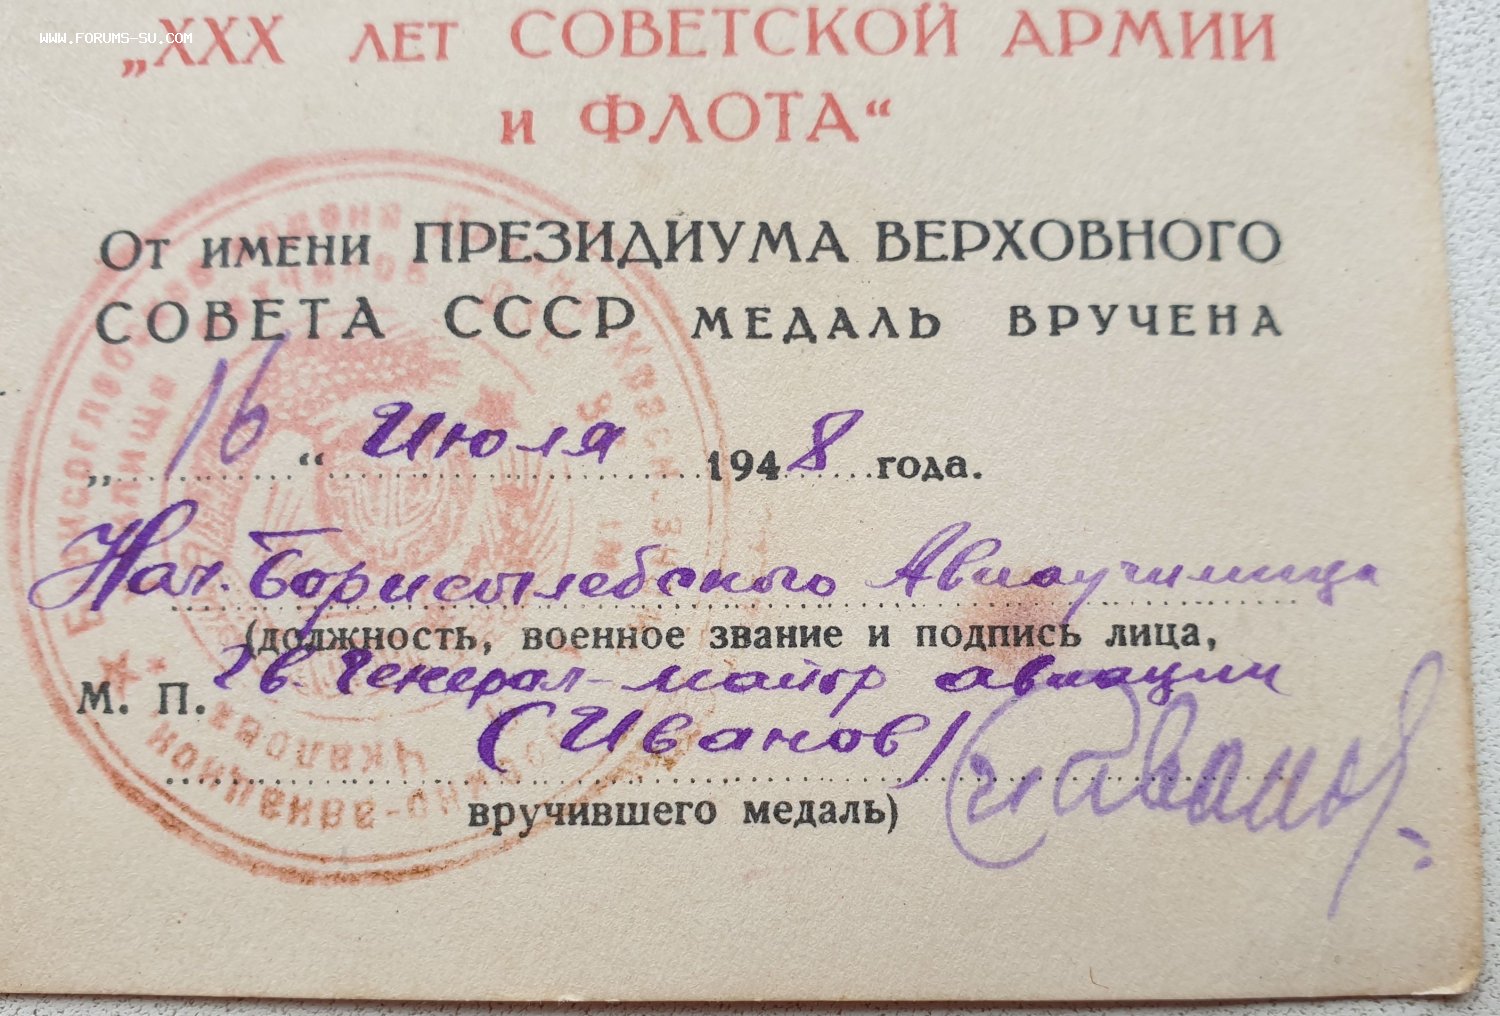 www.forums-su.com
„XXX ЛЕТ СОВЕТСКОЙ АРМИИ
и ФЛОТА“
От имени ПРЕЗИДИУМА ВЕРХОВНОГО
СОВЕТА СССР МЕДАЛЬ ВРУЧЕНА
„16“ Июля 1948 года.
Нач. Борисоглебского Авиаучилища
(должность, военное звание и подпись лица,
М. П. Гв. Генерал-майор авиации
(Иванов) Иванов.
вручившего медаль)